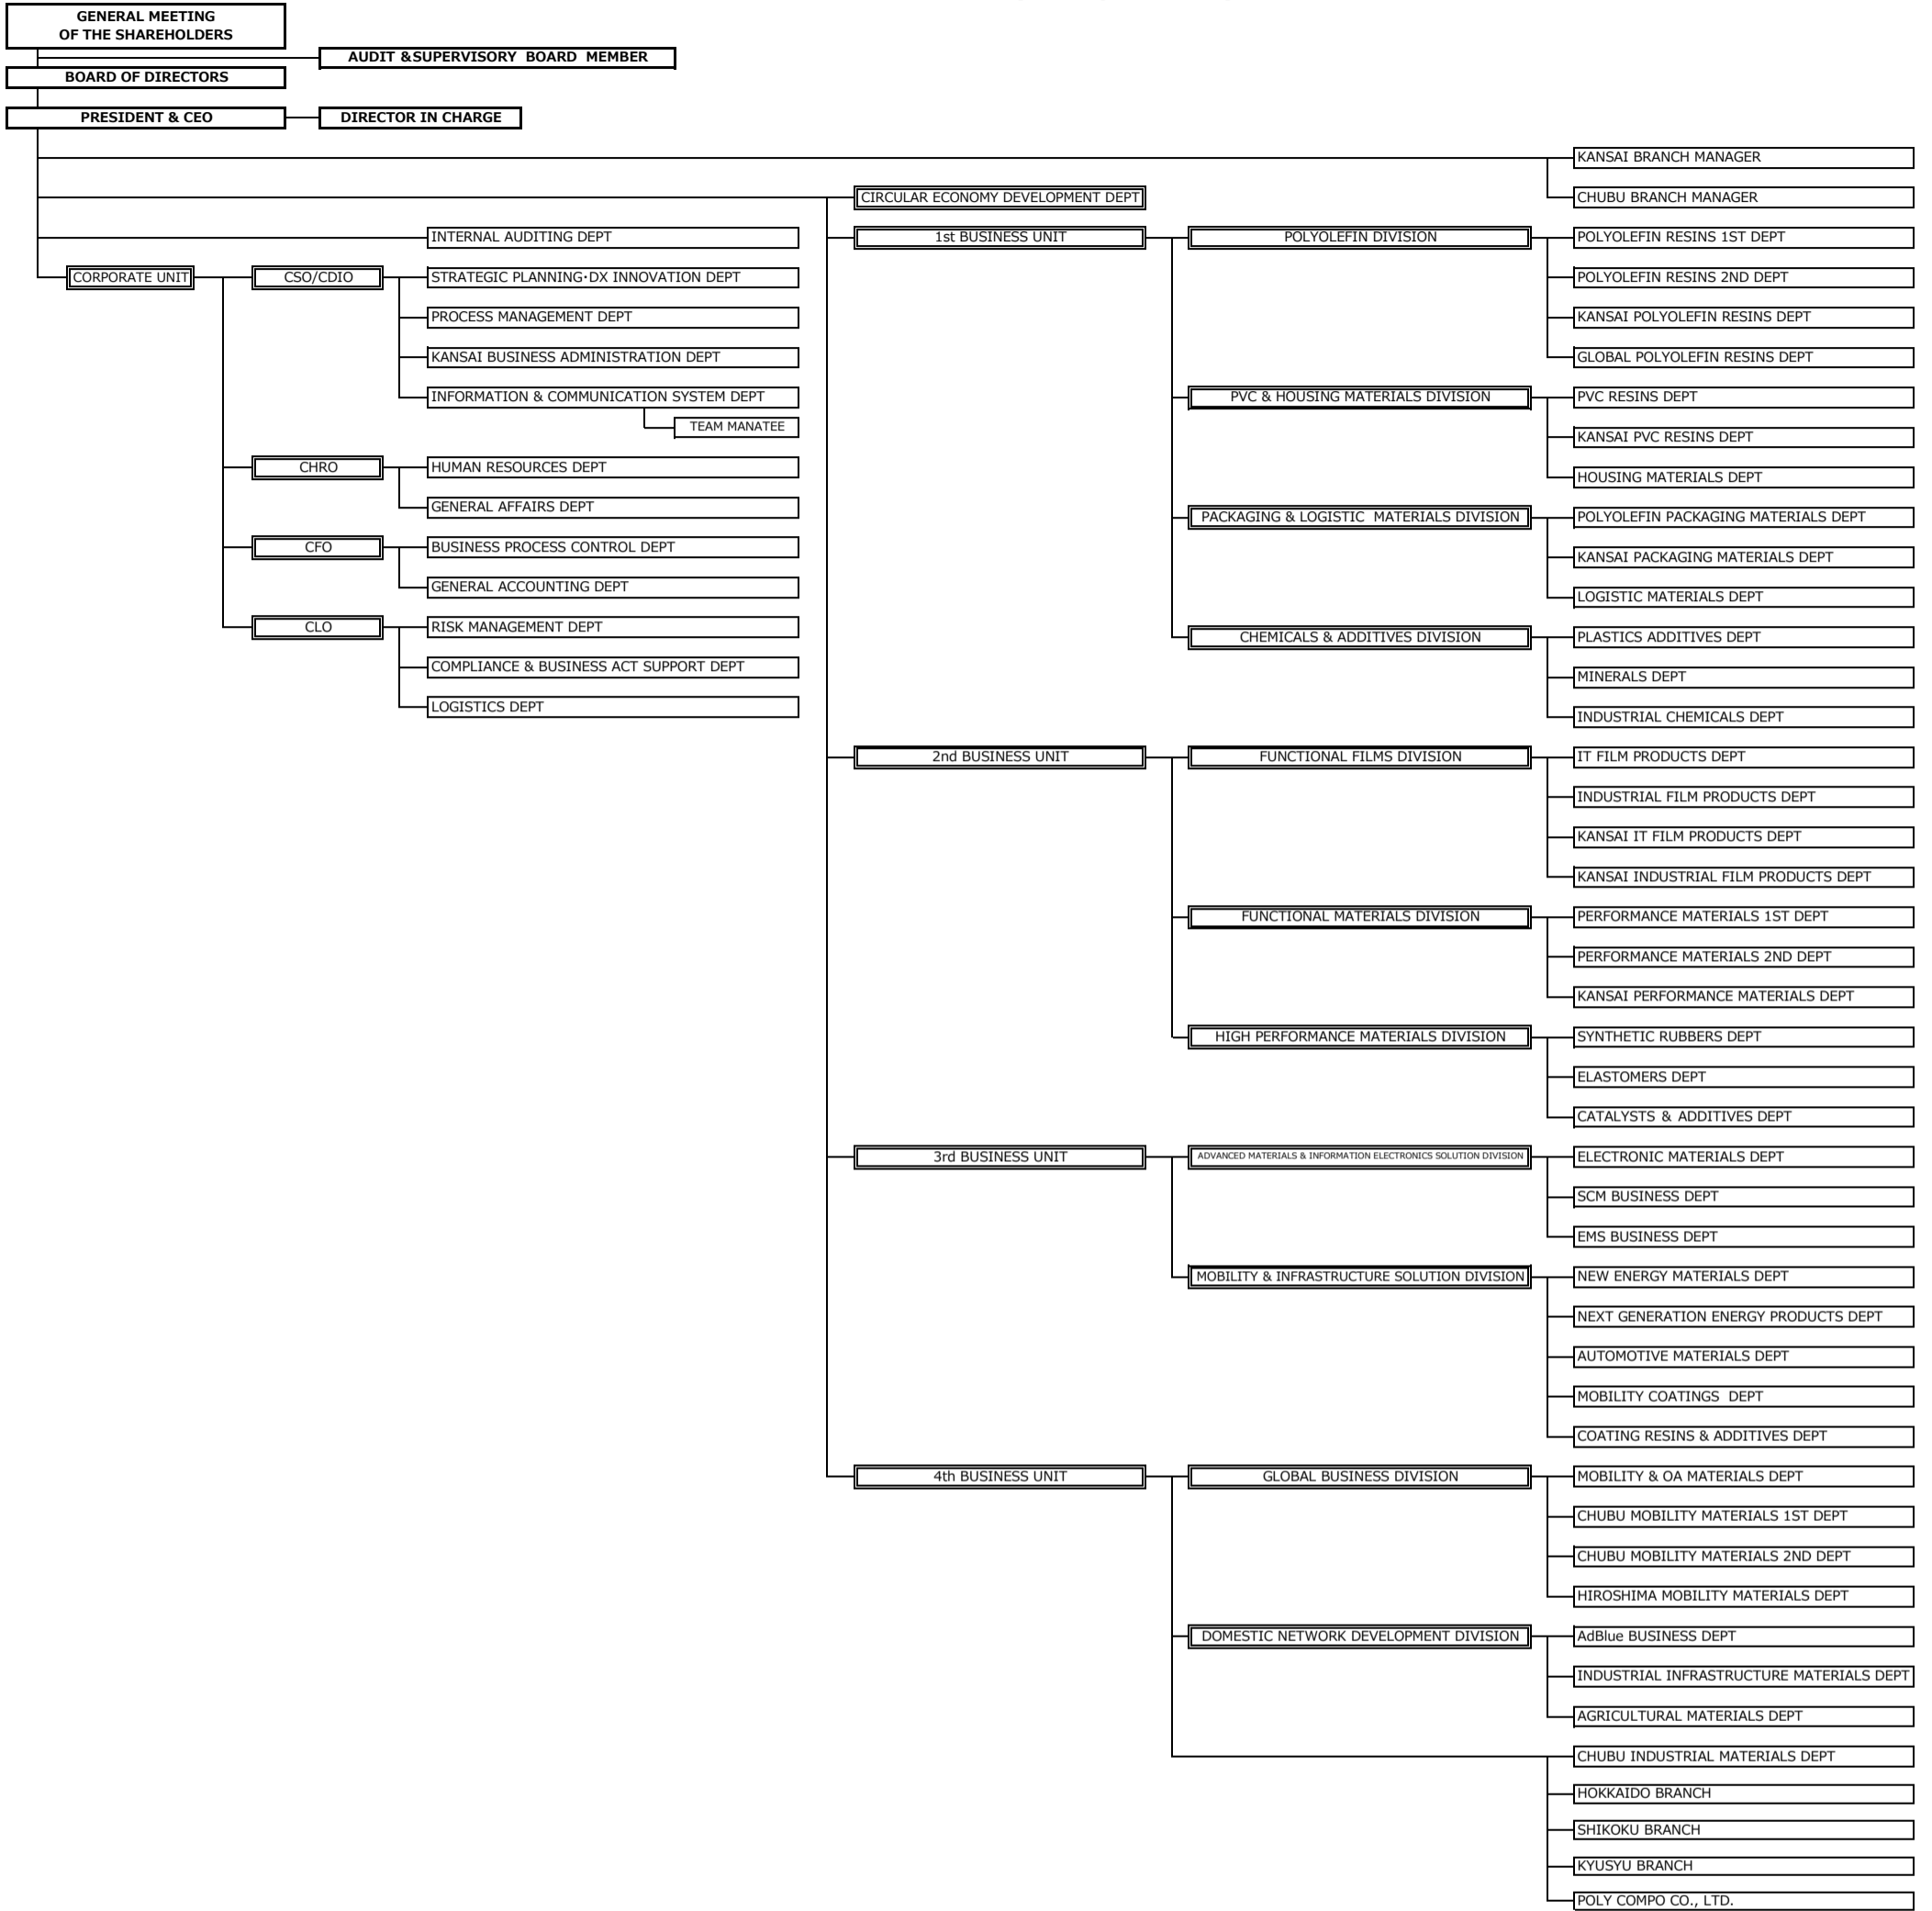 GENERAL MEETING
OF THE SHAREHOLDERS
AUDIT &SUPERVISORY BOARD MEMBER
BOARD OF DIRECTORS
PRESIDENT & CEO
DIRECTOR IN CHARGE
KANSAI BRANCH MANAGER
CIRCULAR ECONOMY DEVELOPMENT DEPT
CHUBU BRANCH MANAGER
INTERNAL AUDITING DEPT
1st BUSINESS UNIT
POLYOLEFIN DIVISION
POLYOLEFIN RESINS 1ST DEPT
CORPORATE UNIT
CSO/CDIO
STRATEGIC PLANNING・DX INNOVATION DEPT
POLYOLEFIN RESINS 2ND DEPT
PROCESS MANAGEMENT DEPT
KANSAI POLYOLEFIN RESINS DEPT
KANSAI BUSINESS ADMINISTRATION DEPT
GLOBAL POLYOLEFIN RESINS DEPT
INFORMATION & COMMUNICATION SYSTEM DEPT
PVC & HOUSING MATERIALS DIVISION
PVC RESINS DEPT
TEAM MANATEE
KANSAI PVC RESINS DEPT
CHRO
HUMAN RESOURCES DEPT
HOUSING MATERIALS DEPT
GENERAL AFFAIRS DEPT
PACKAGING & LOGISTIC MATERIALS DIVISION
POLYOLEFIN PACKAGING MATERIALS DEPT
CFO
BUSINESS PROCESS CONTROL DEPT
KANSAI PACKAGING MATERIALS DEPT
GENERAL ACCOUNTING DEPT
LOGISTIC MATERIALS DEPT
CLO
RISK MANAGEMENT DEPT
CHEMICALS & ADDITIVES DIVISION
PLASTICS ADDITIVES DEPT
COMPLIANCE & BUSINESS ACT SUPPORT DEPT
MINERALS DEPT
LOGISTICS DEPT
INDUSTRIAL CHEMICALS DEPT
2nd BUSINESS UNIT
FUNCTIONAL FILMS DIVISION
IT FILM PRODUCTS DEPT
INDUSTRIAL FILM PRODUCTS DEPT
KANSAI IT FILM PRODUCTS DEPT
KANSAI INDUSTRIAL FILM PRODUCTS DEPT
FUNCTIONAL MATERIALS DIVISION
PERFORMANCE MATERIALS 1ST DEPT
PERFORMANCE MATERIALS 2ND DEPT
KANSAI PERFORMANCE MATERIALS DEPT
HIGH PERFORMANCE MATERIALS DIVISION
SYNTHETIC RUBBERS DEPT
ELASTOMERS DEPT
CATALYSTS & ADDITIVES DEPT
3rd BUSINESS UNIT
ADVANCED MATERIALS & INFORMATION ELECTRONICS SOLUTION DIVISION
ELECTRONIC MATERIALS DEPT
SCM BUSINESS DEPT
EMS BUSINESS DEPT
MOBILITY & INFRASTRUCTURE SOLUTION DIVISION
NEW ENERGY MATERIALS DEPT
NEXT GENERATION ENERGY PRODUCTS DEPT
AUTOMOTIVE MATERIALS DEPT
MOBILITY COATINGS DEPT
COATING RESINS & ADDITIVES DEPT
4th BUSINESS UNIT
GLOBAL BUSINESS DIVISION
MOBILITY & OA MATERIALS DEPT
CHUBU MOBILITY MATERIALS 1ST DEPT
CHUBU MOBILITY MATERIALS 2ND DEPT
HIROSHIMA MOBILITY MATERIALS DEPT
DOMESTIC NETWORK DEVELOPMENT DIVISION
AdBlue BUSINESS DEPT
INDUSTRIAL INFRASTRUCTURE MATERIALS DEPT
AGRICULTURAL MATERIALS DEPT
CHUBU INDUSTRIAL MATERIALS DEPT
HOKKAIDO BRANCH
SHIKOKU BRANCH
KYUSYU BRANCH
POLY COMPO CO., LTD.